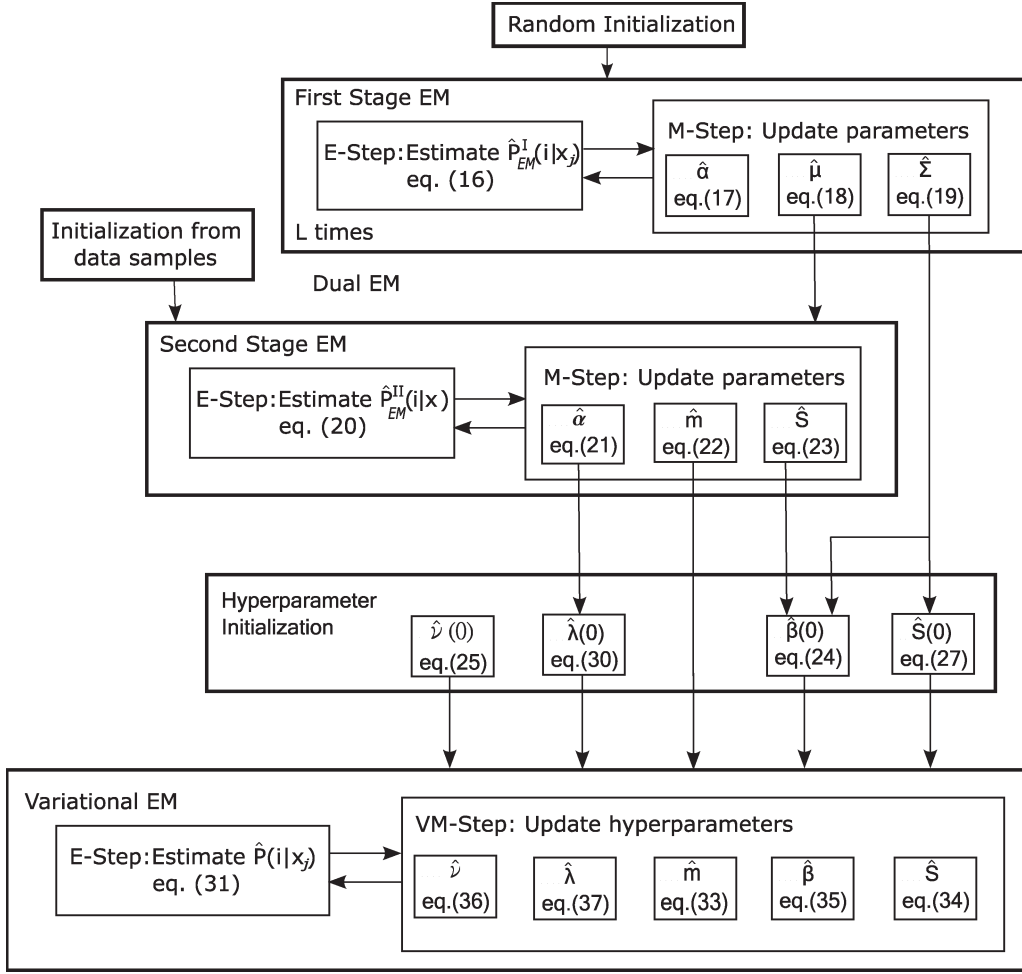 Random Initialization
First Stage EM
E-Step:Estimate P̂ᴵ_EM(i|x_j)
eq. (16)
M-Step: Update parameters
α̂
eq.(17)
μ̂
eq.(18)
Σ̂
eq.(19)
L times
Initialization from
data samples
Dual EM
Second Stage EM
E-Step:Estimate P̂ᴵᴵ_EM(i|x)
eq. (20)
M-Step: Update parameters
α̂
eq.(21)
m̂
eq.(22)
Ŝ
eq.(23)
Hyperparameter
Initialization
ν̂ (0)
eq.(25)
λ̂(0)
eq.(30)
β̂(0)
eq.(24)
Ŝ(0)
eq.(27)
Variational EM
E-Step:Estimate P̂(i|x_j)
eq. (31)
VM-Step: Update hyperparameters
ν̂
eq.(36)
λ̂
eq.(37)
m̂
eq.(33)
β̂
eq.(35)
Ŝ
eq.(34)